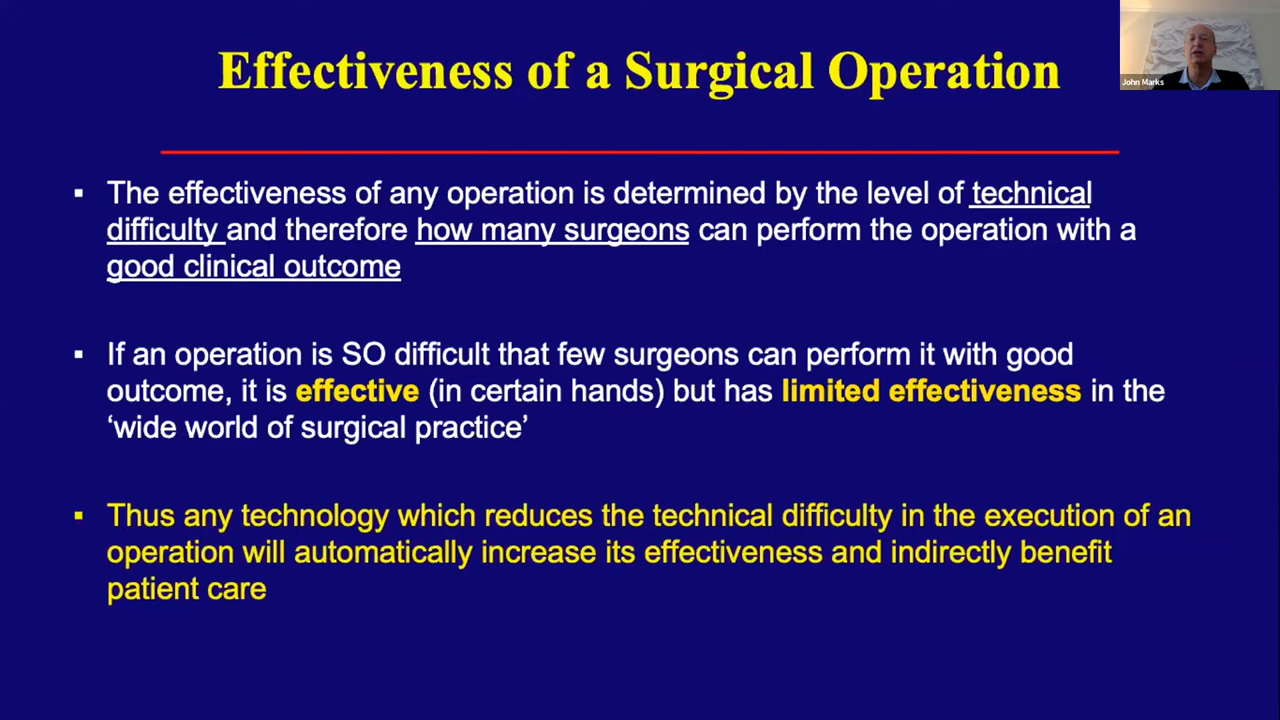 Effectiveness of a Surgical Operation
John Marks
▪ The effectiveness of any operation is determined by the level of technical
difficulty and therefore how many surgeons can perform the operation with a
good clinical outcome
▪ If an operation is SO difficult that few surgeons can perform it with good
outcome, it is effective (in certain hands) but has limited effectiveness in the
‘wide world of surgical practice’
▪ Thus any technology which reduces the technical difficulty in the execution of an
operation will automatically increase its effectiveness and indirectly benefit
patient care